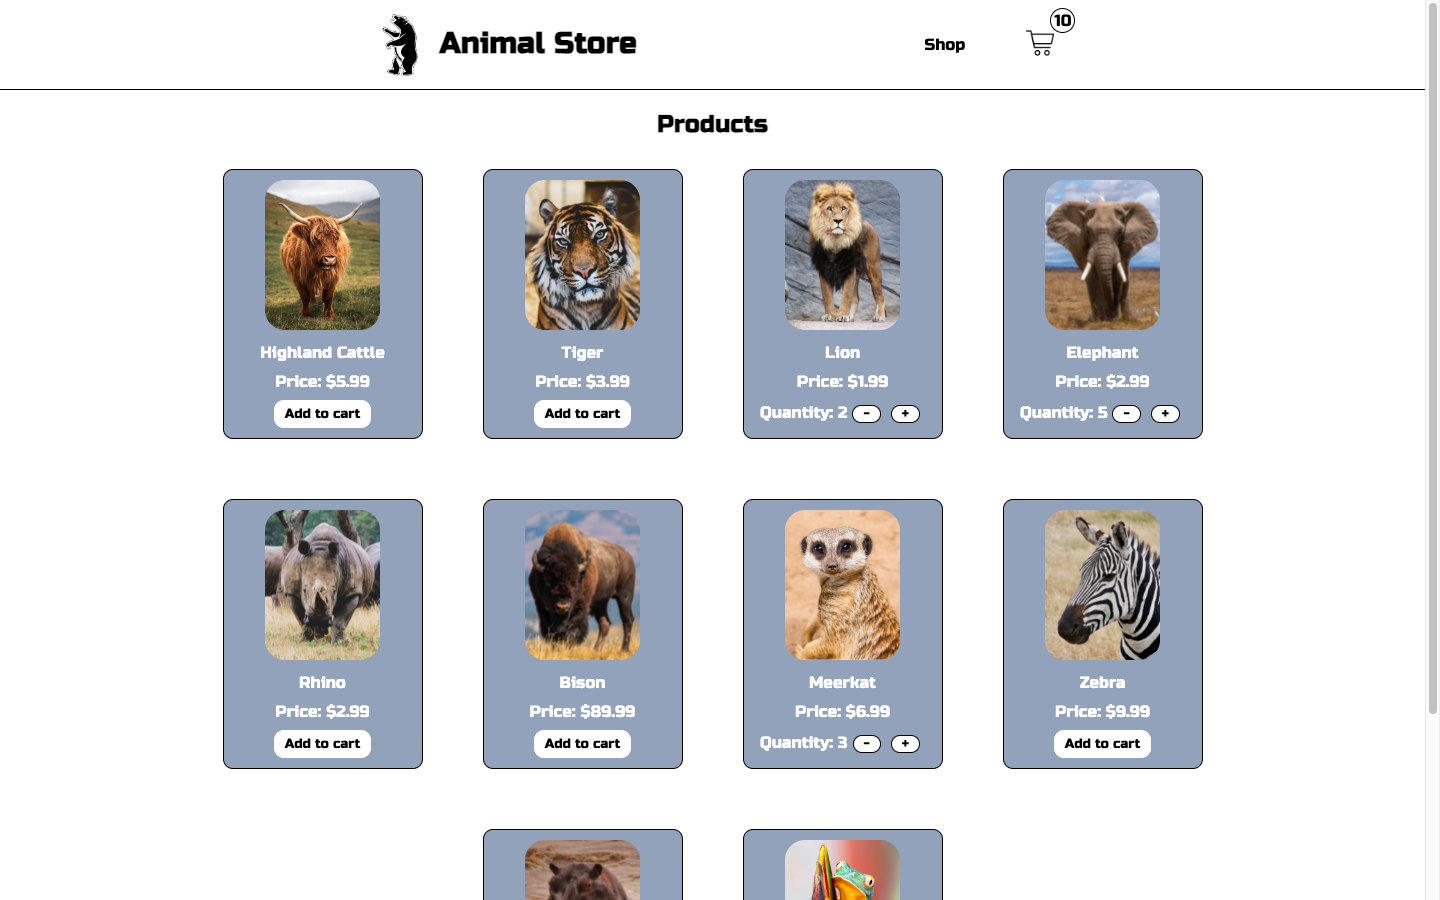 Animal Store
Shop
10
Products
Highland Cattle
Price: $5.99
Add to cart
Tiger
Price: $3.99
Add to cart
Lion
Price: $1.99
Quantity: 2 - +
Elephant
Price: $2.99
Quantity: 5 - +
Rhino
Price: $2.99
Add to cart
Bison
Price: $89.99
Add to cart
Meerkat
Price: $6.99
Quantity: 3 - +
Zebra
Price: $9.99
Add to cart